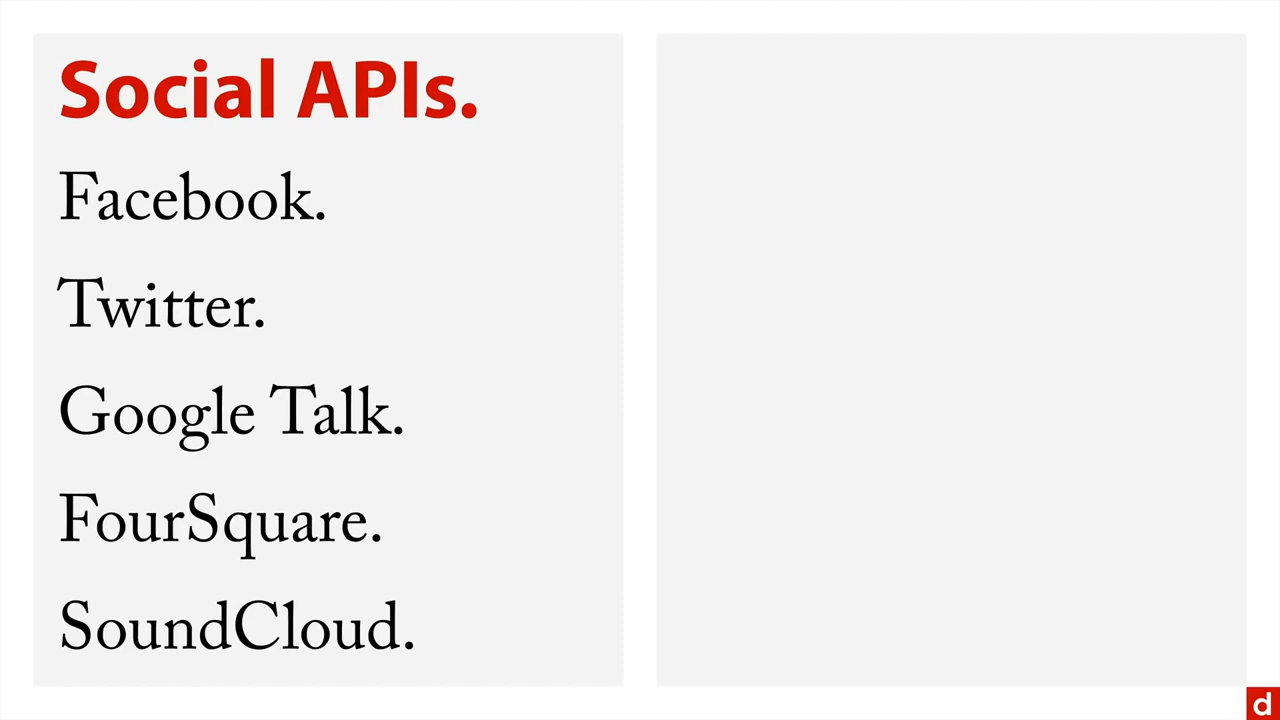 Social APIs.
Facebook.
Twitter.
Google Talk.
FourSquare.
SoundCloud.
d